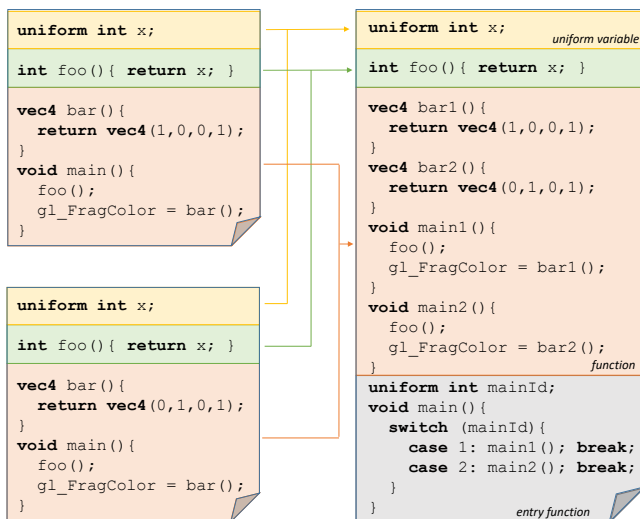 uniform int x;
int foo(){ return x; }
vec4 bar(){
  return vec4(1,0,0,1);
}
void main(){
  foo();
  gl_FragColor = bar();
}
uniform int x;
int foo(){ return x; }
vec4 bar(){
  return vec4(0,1,0,1);
}
void main(){
  foo();
  gl_FragColor = bar();
}
uniform int x;
uniform variable
int foo(){ return x; }
vec4 bar1(){
  return vec4(1,0,0,1);
}
vec4 bar2(){
  return vec4(0,1,0,1);
}
void main1(){
  foo();
  gl_FragColor = bar1();
}
void main2(){
  foo();
  gl_FragColor = bar2();
}
function
uniform int mainId;
void main(){
  switch (mainId){
    case 1: main1(); break;
    case 2: main2(); break;
  }
}
entry function